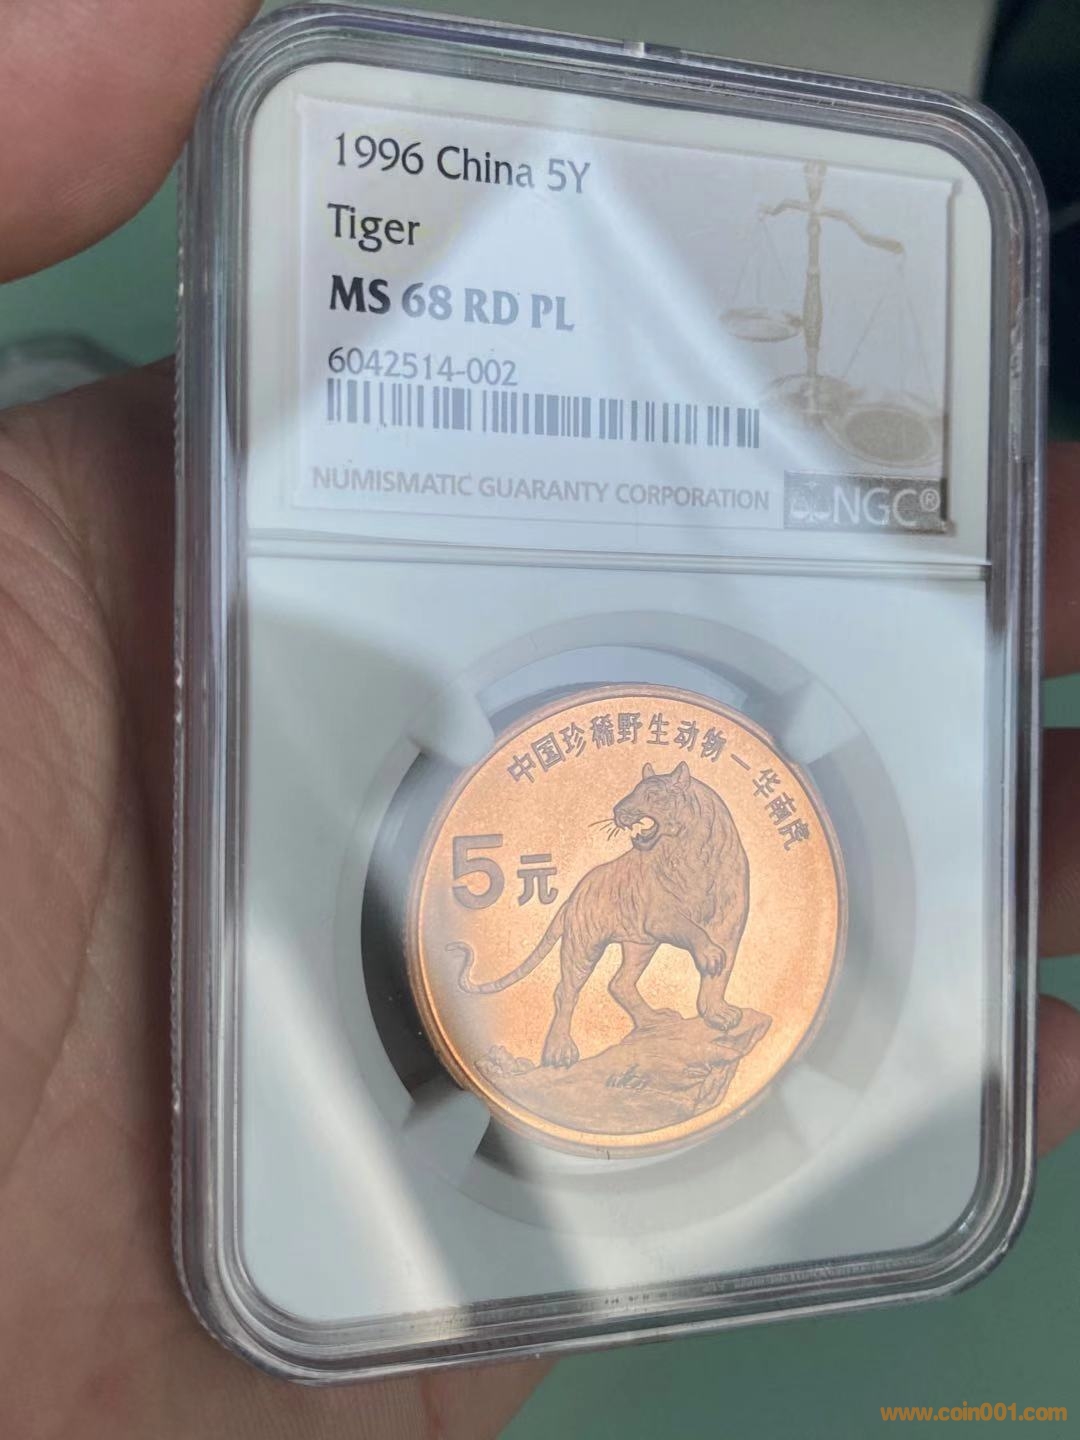 1996 China 5Y
Tiger
MS 68 RD PL
6042514-002
NUMISMATIC GUARANTY CORPORATION
NGC®
中国珍稀野生动物—华南虎
5元
www.coin001.com